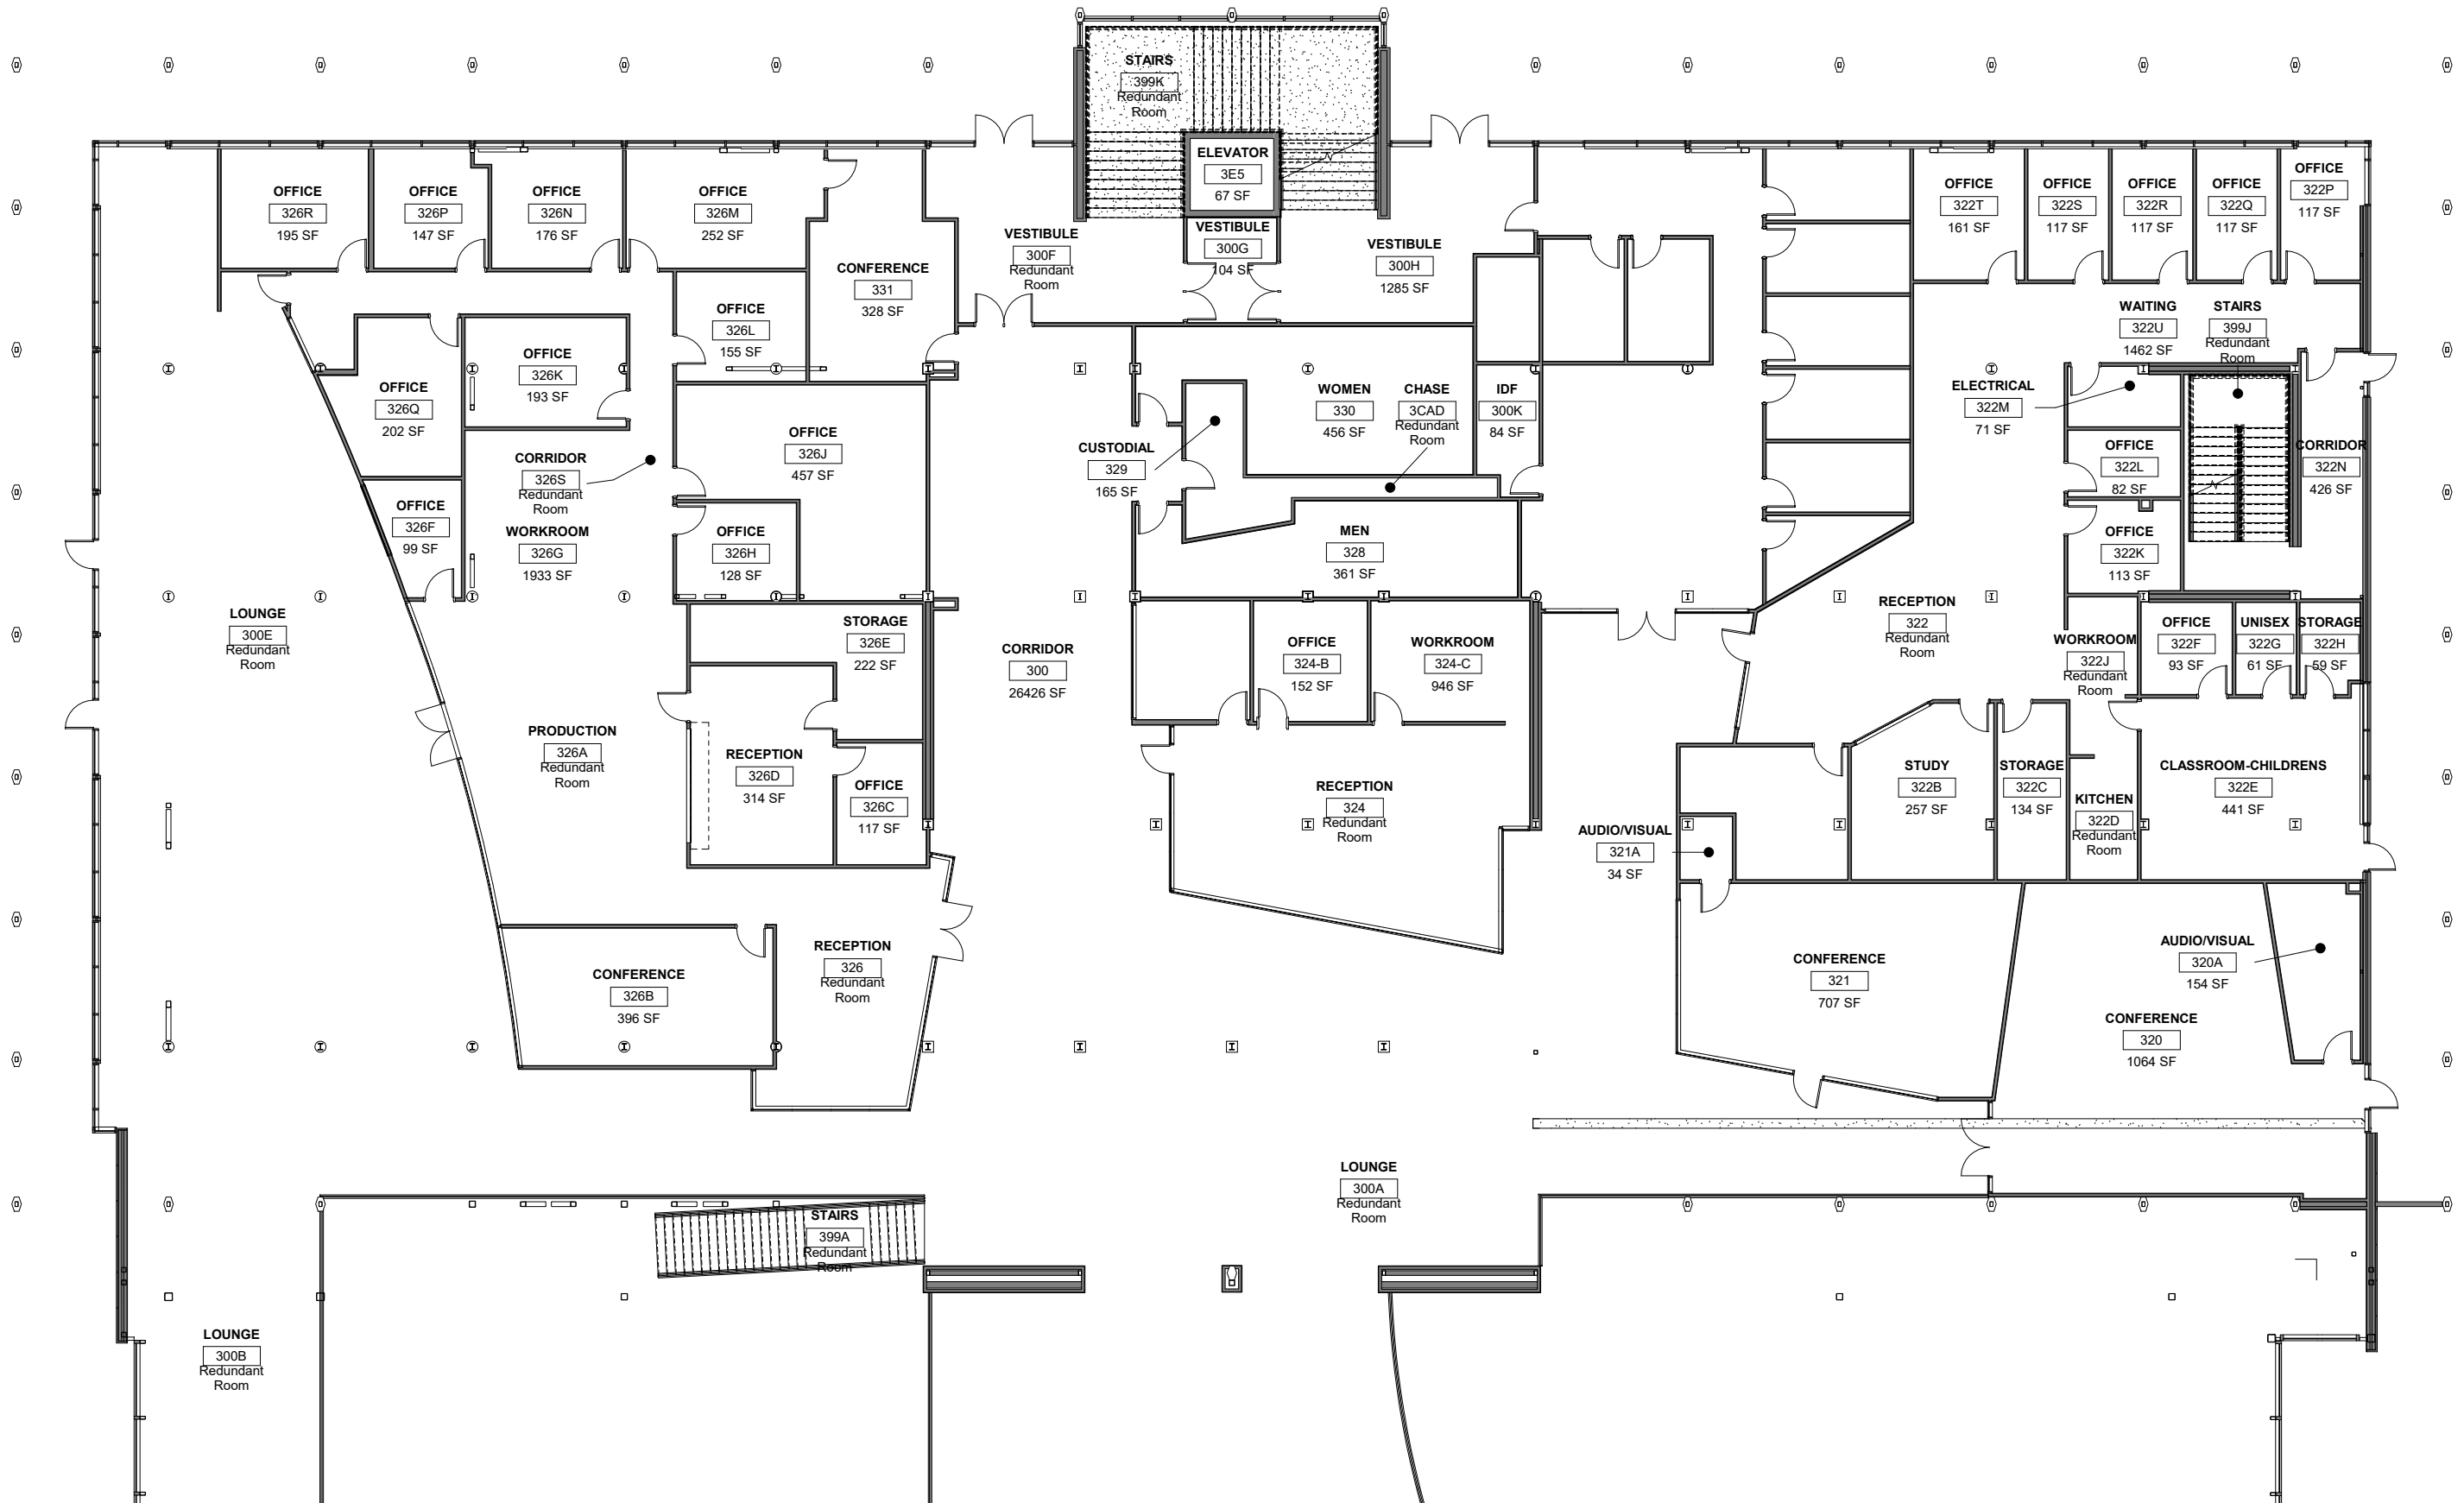 STAIRS
399K
Redundant
Room
ELEVATOR
3E5
67 SF
VESTIBULE
300G
104 SF
VESTIBULE
300F
Redundant
Room
VESTIBULE
300H
1285 SF
OFFICE
326R
195 SF
OFFICE
326P
147 SF
OFFICE
326N
176 SF
OFFICE
326M
252 SF
CONFERENCE
331
328 SF
OFFICE
326L
155 SF
OFFICE
326K
193 SF
OFFICE
326Q
202 SF
OFFICE
326J
457 SF
CORRIDOR
326S
Redundant
Room
OFFICE
326F
99 SF
WORKROOM
326G
1933 SF
OFFICE
326H
128 SF
LOUNGE
300E
Redundant
Room
STORAGE
326E
222 SF
PRODUCTION
326A
Redundant
Room
RECEPTION
326D
314 SF
OFFICE
326C
117 SF
CONFERENCE
326B
396 SF
RECEPTION
326
Redundant
Room
CORRIDOR
300
26426 SF
WOMEN
330
456 SF
CHASE
3CAD
Redundant
Room
IDF
300K
84 SF
CUSTODIAL
329
165 SF
MEN
328
361 SF
OFFICE
324-B
152 SF
WORKROOM
324-C
946 SF
RECEPTION
324
Redundant
Room
OFFICE
322T
161 SF
OFFICE
322S
117 SF
OFFICE
322R
117 SF
OFFICE
322Q
117 SF
OFFICE
322P
117 SF
WAITING
322U
1462 SF
STAIRS
399J
Redundant
Room
ELECTRICAL
322M
71 SF
OFFICE
322L
82 SF
CORRIDOR
322N
426 SF
OFFICE
322K
113 SF
RECEPTION
322
Redundant
Room
WORKROOM
322J
Redundant
Room
OFFICE
322F
93 SF
UNISEX
322G
61 SF
STORAGE
322H
59 SF
STUDY
322B
257 SF
STORAGE
322C
134 SF
KITCHEN
322D
Redundant
Room
CLASSROOM-CHILDRENS
322E
441 SF
AUDIO/VISUAL
321A
34 SF
CONFERENCE
321
707 SF
AUDIO/VISUAL
320A
154 SF
CONFERENCE
320
1064 SF
LOUNGE
300A
Redundant
Room
STAIRS
399A
Redundant
Room
LOUNGE
300B
Redundant
Room